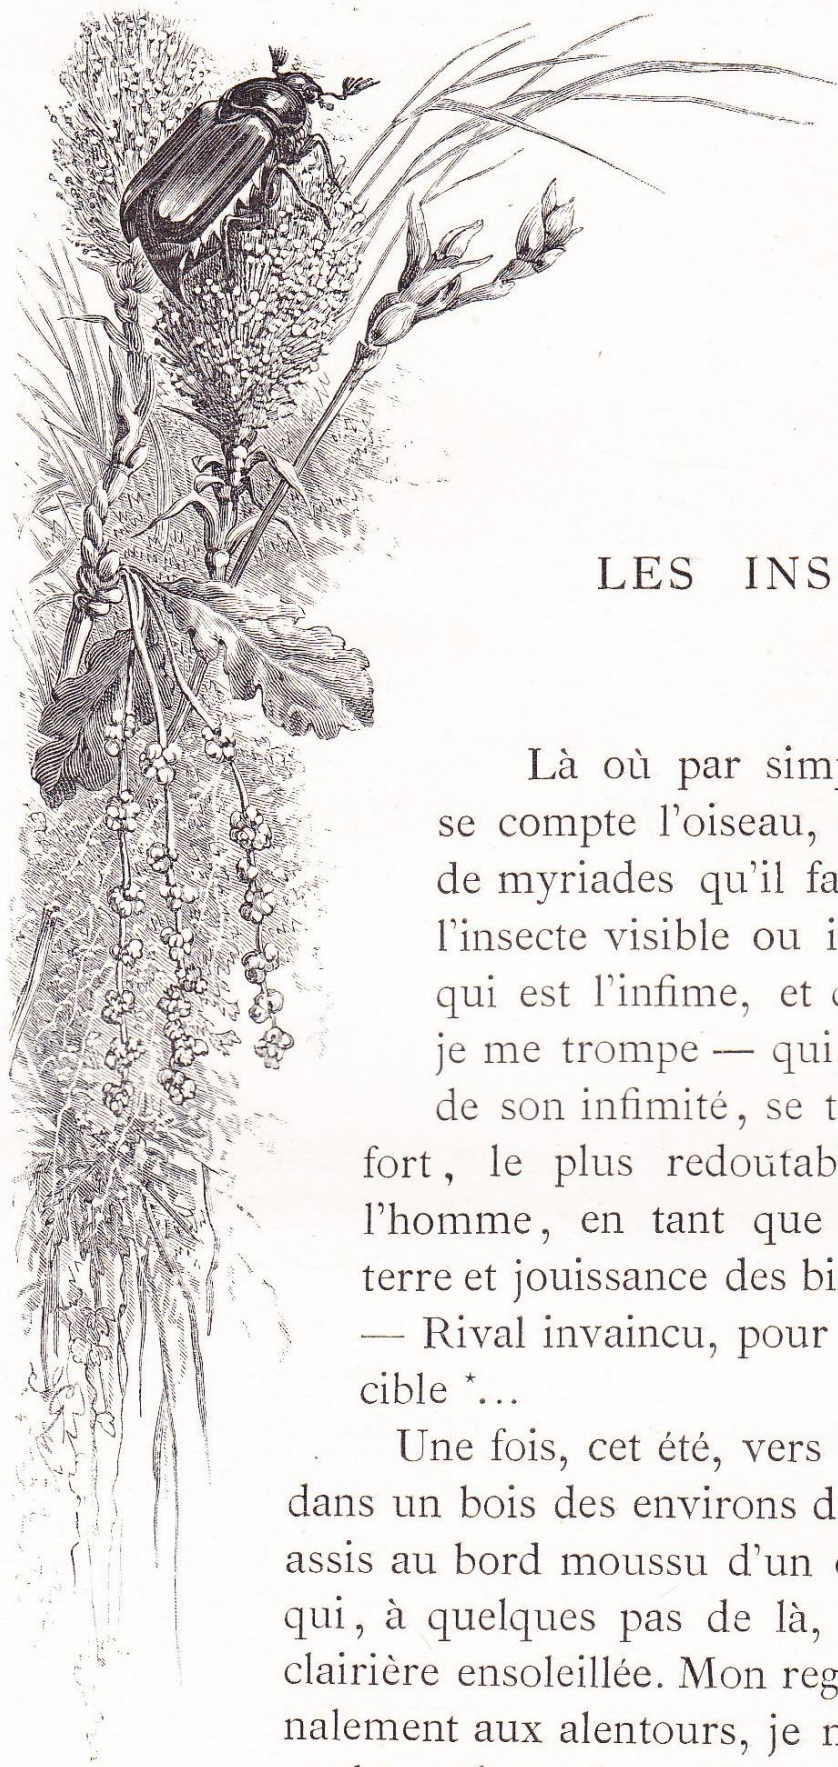 LES INS
Là où par simp
se compte l'oiseau,
de myriades qu'il fa
l'insecte visible ou i
qui est l'infime, et
je me trompe — qui
de son infimité, se t
fort, le plus redoutab
l'homme, en tant que
terre et jouissance des bi
— Rival invaincu, pour
cible *...
Une fois, cet été, vers
dans un bois des environs d
assis au bord moussu d'un
qui, à quelques pas de là,
clairière ensoleillée. Mon reg
nalement aux alentours, je